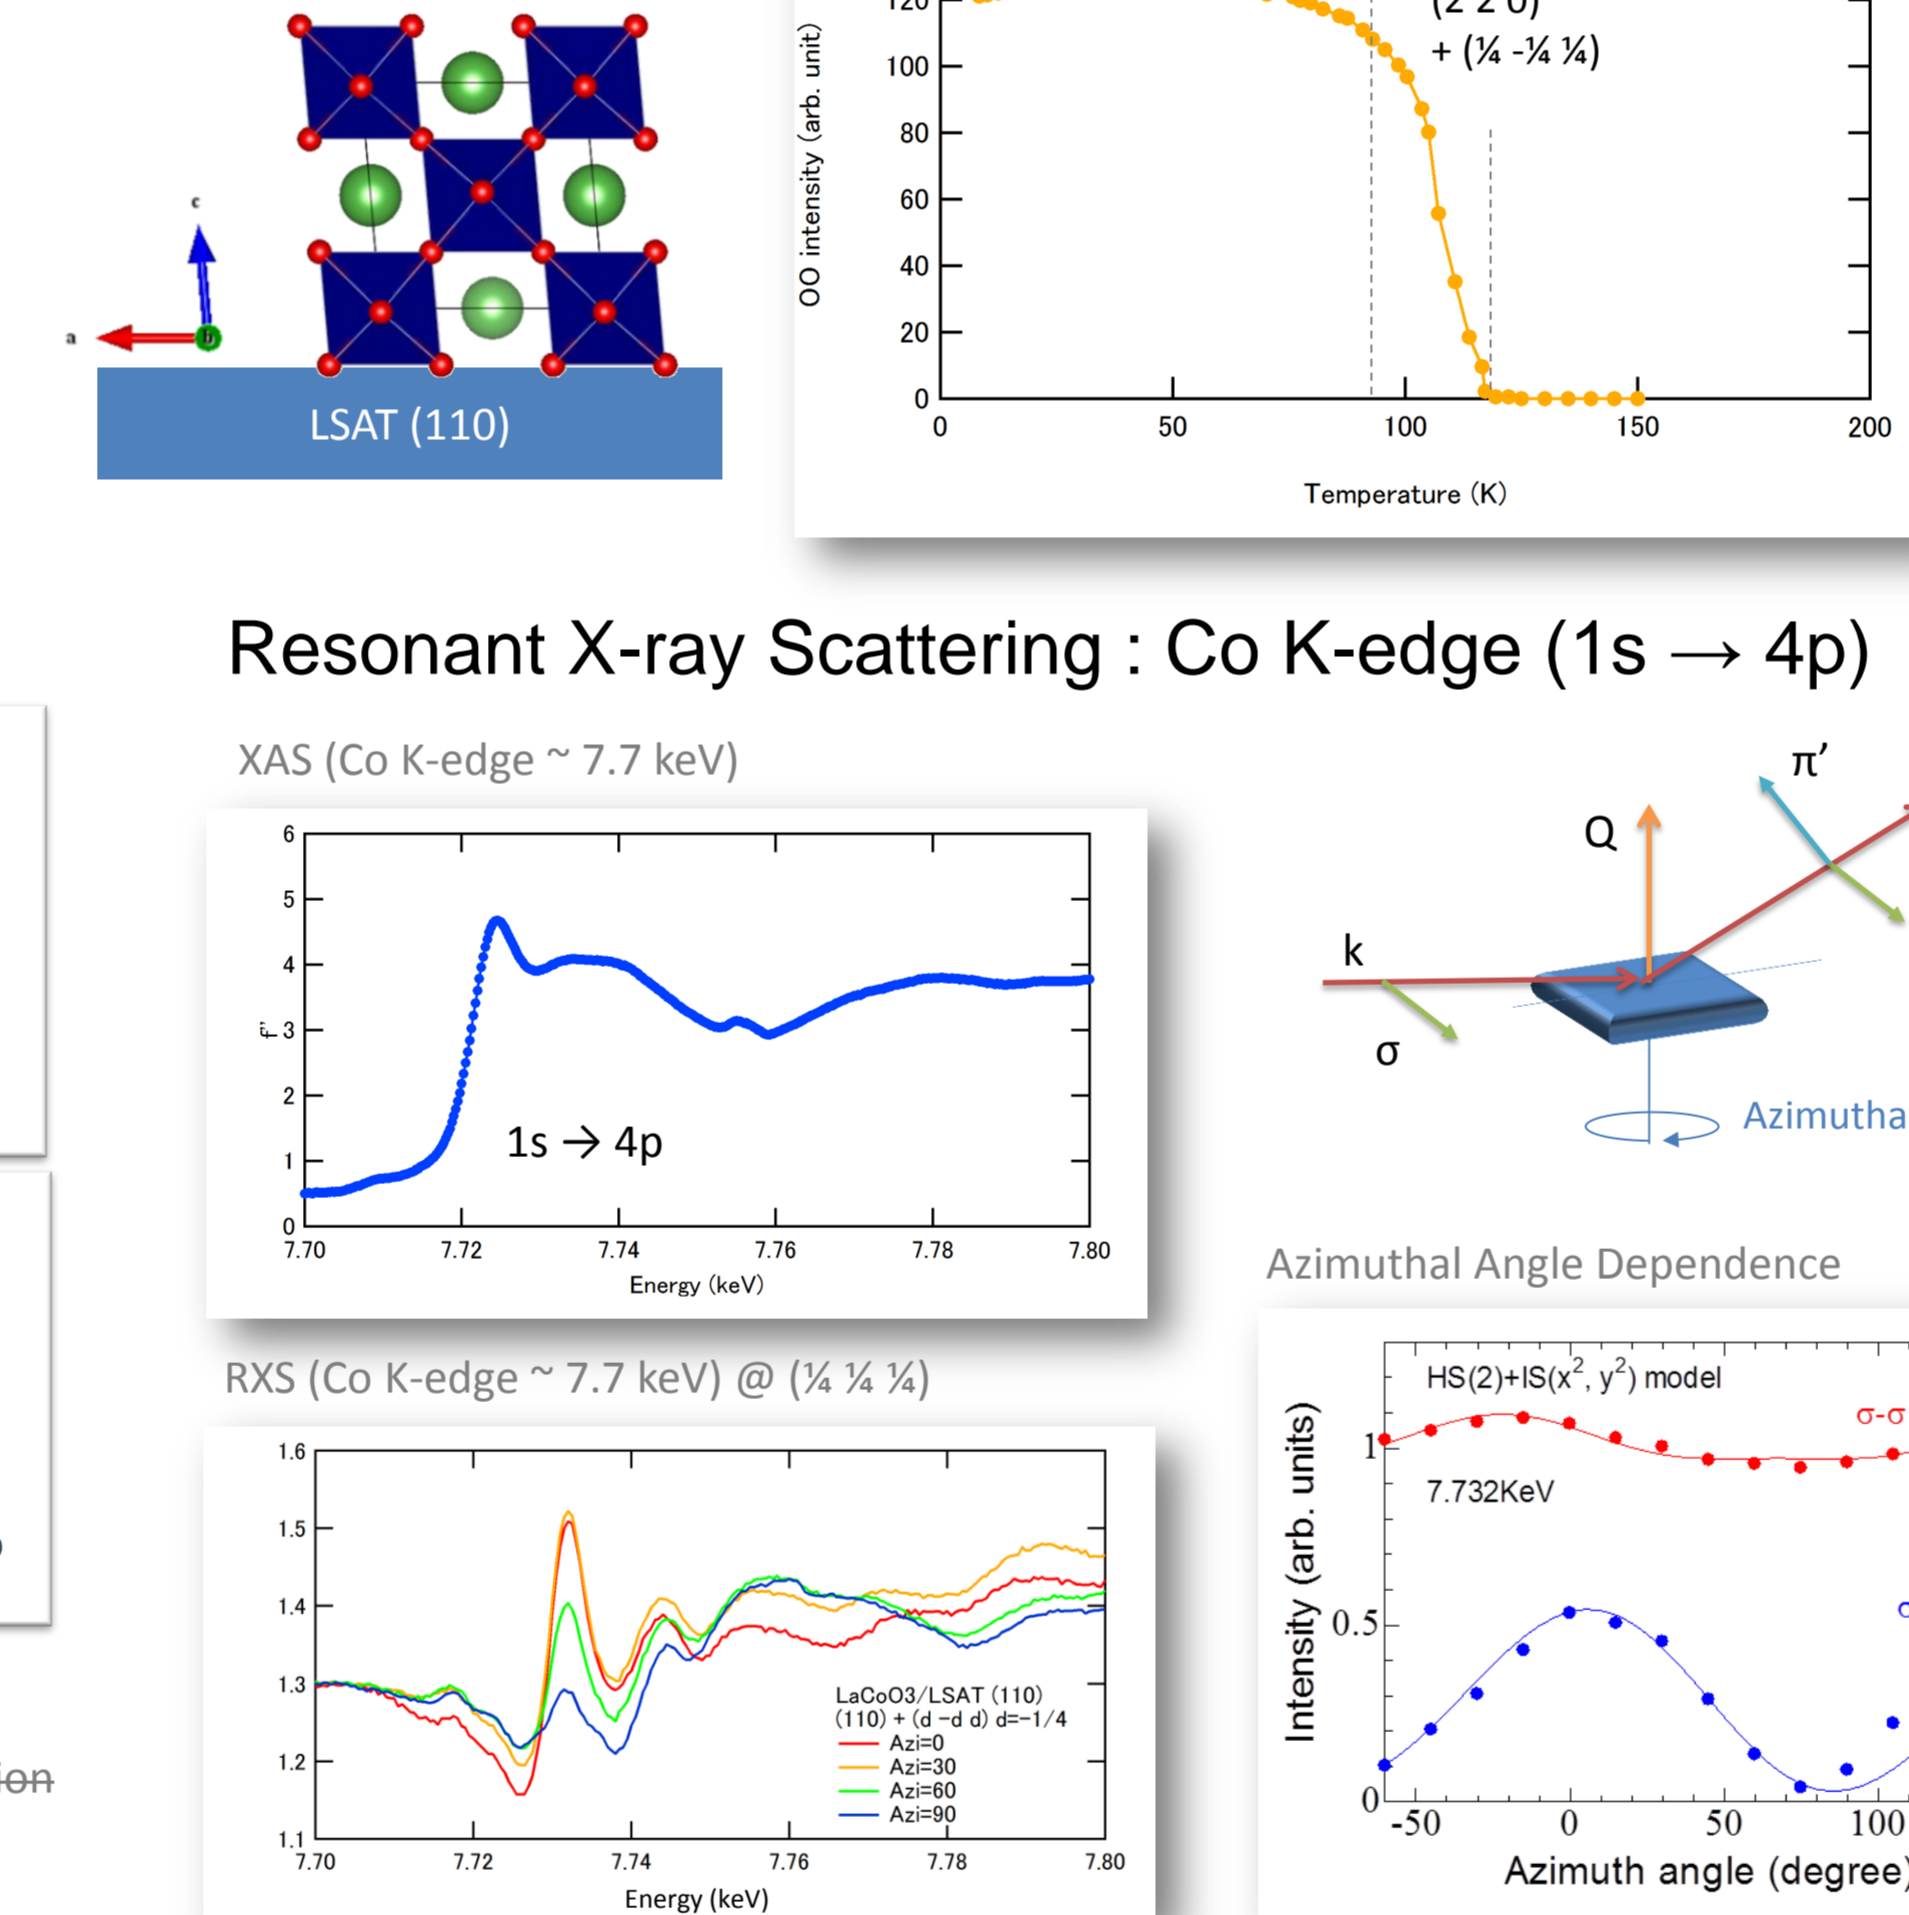 c
a
b
LSAT (110)
120
100
80
60
40
20
0
OO intensity (arb. unit)
(2 2 0)
+ (¼ -¼ ¼)
0 50 100 150 200
Temperature (K)
Resonant X-ray Scattering : Co K-edge (1s → 4p)
XAS (Co K-edge ~ 7.7 keV)
6
5
4
3
2
1
0
f''
1s → 4p
7.70 7.72 7.74 7.76 7.78 7.80
Energy (keV)
π’
Q
k
σ
RXS (Co K-edge ~ 7.7 keV) @ (¼ ¼ ¼)
1.6
1.5
1.4
1.3
1.2
1.1
LaCoO3/LSAT (110)
(110) + (d -d d) d=-1/4
Azi=0
Azi=30
Azi=60
Azi=90
7.70 7.72 7.74 7.76 7.78 7.80
Energy (keV)
Azimuthal Angle Dependence
HS(2)+IS(x², y²) model
σ-σ
7.732KeV
1
0.5
0
Intensity (arb. units)
-50 0 50 100
Azimuth angle (degree)